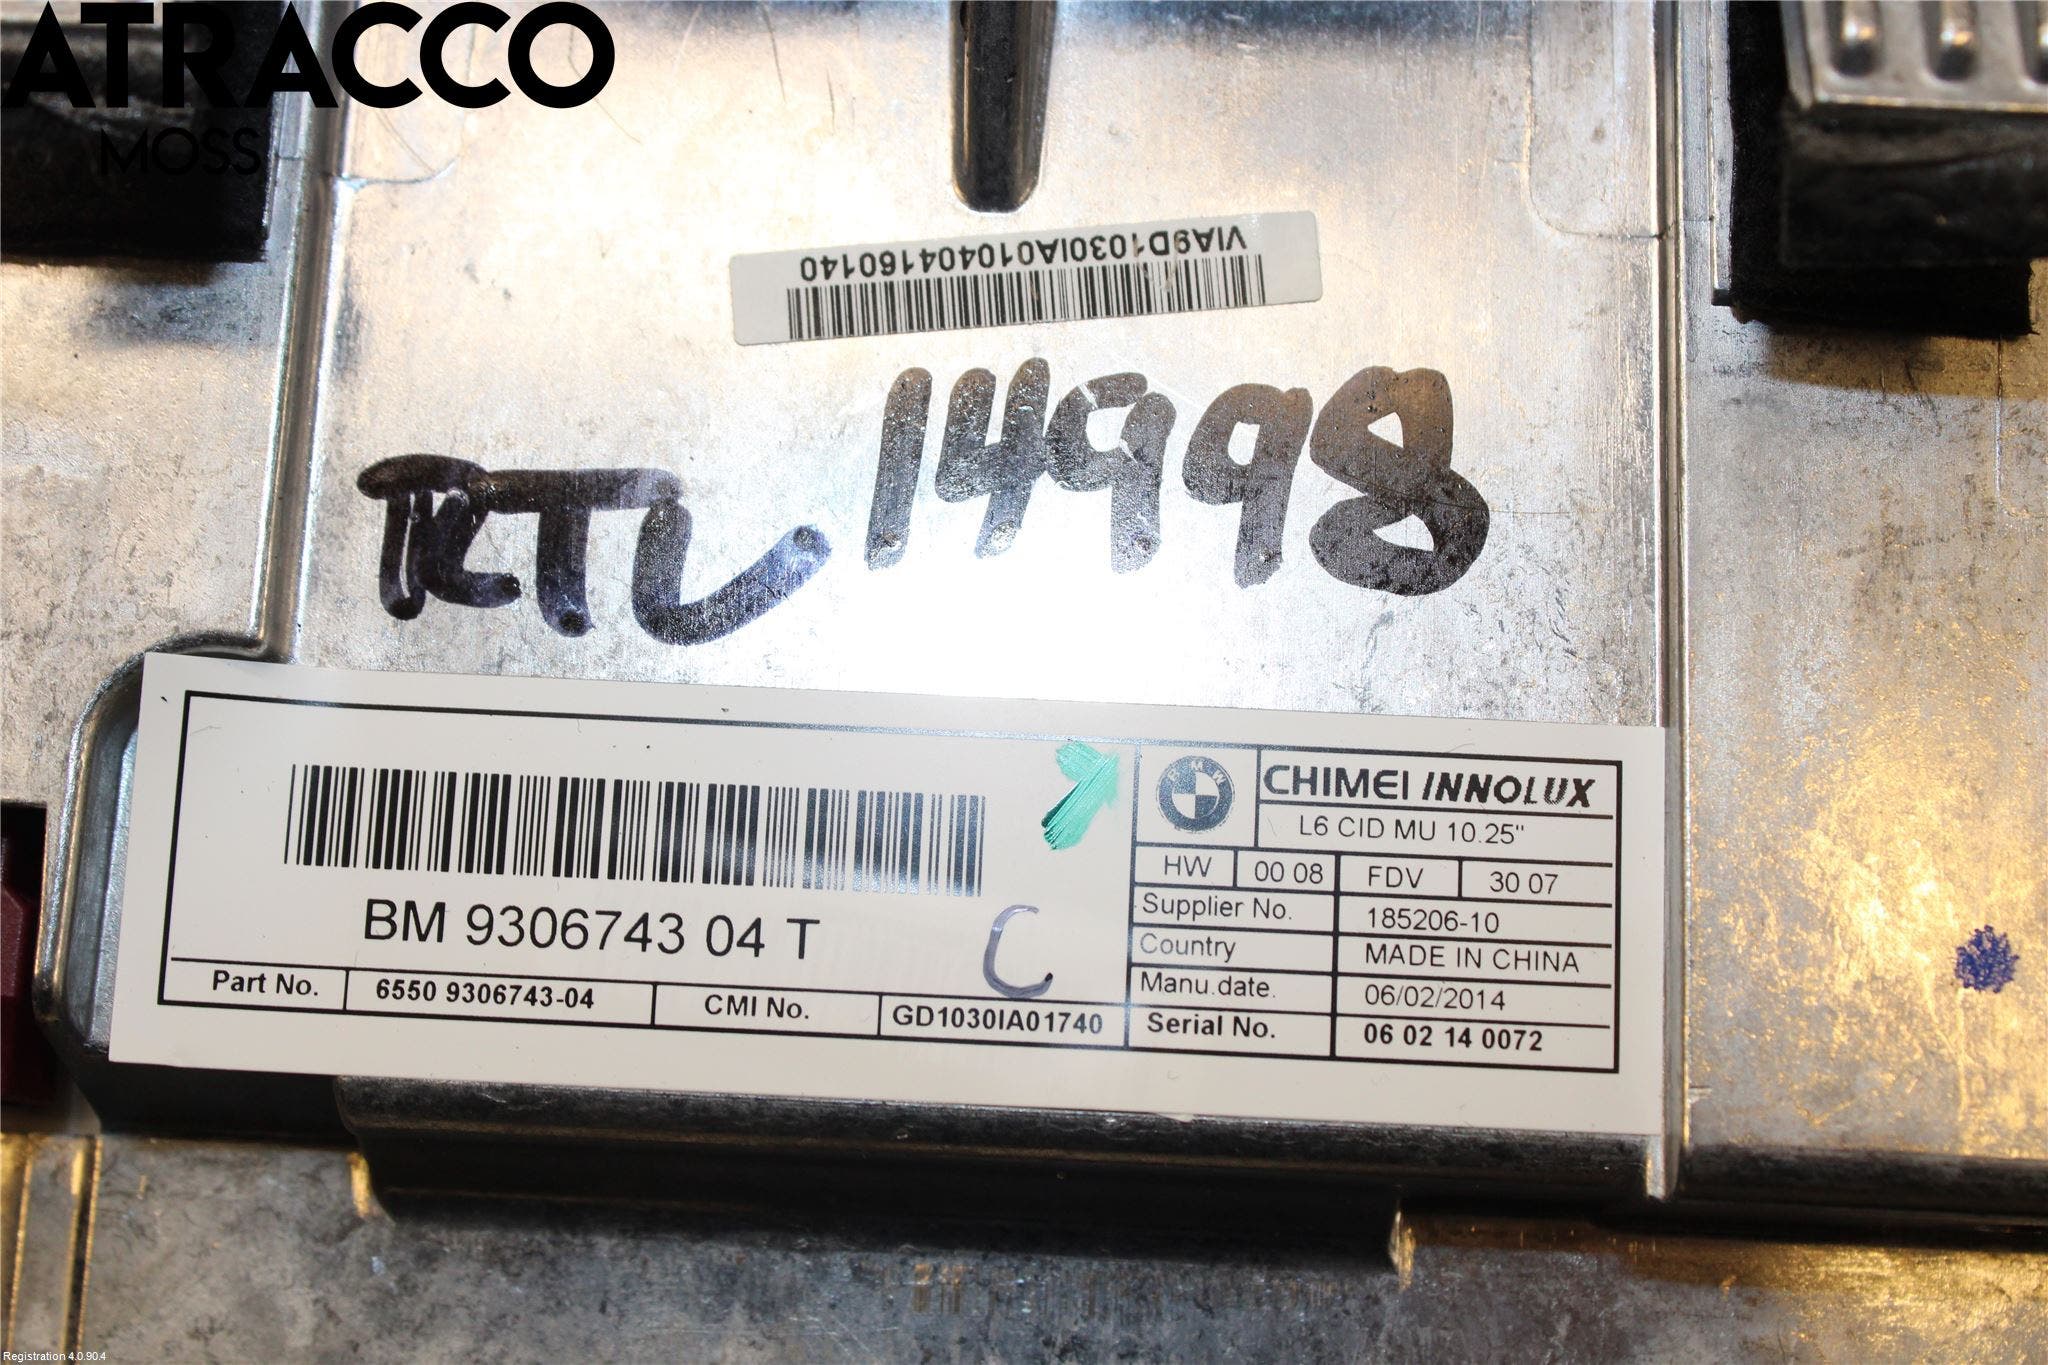 ATRACCO
MOSS
VIA9D1030IA010404160140
RTL 14998
CHIMEI INNOLUX
BMW
L6 CID MU 10.25"
HW 00 08 FDV 30 07
BM 9306743 04 T
C
Supplier No. 185206-10
Country MADE IN CHINA
Manu.date. 06/02/2014
Part No. 6550 9306743-04 CMI No. GD1030IA01740
Serial No. 06 02 14 0072
Registration 4.0.90.4